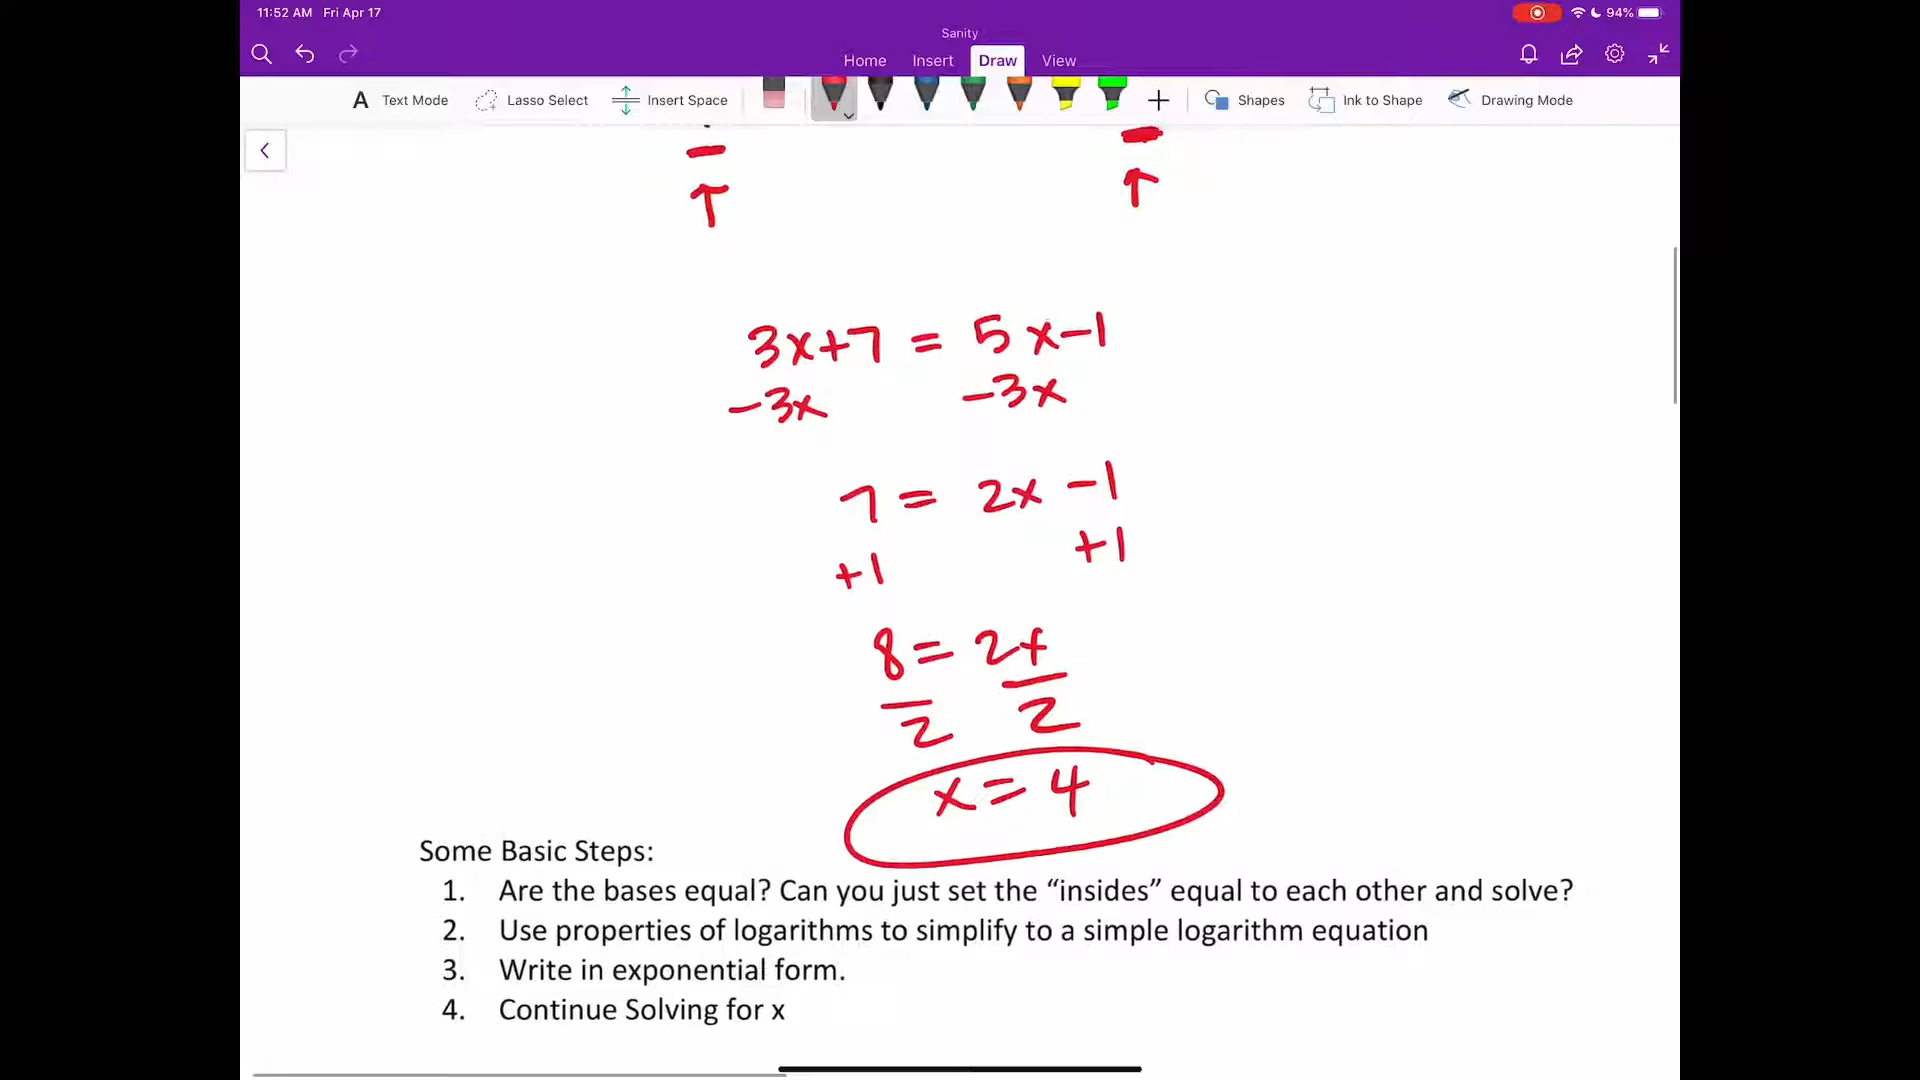 11:52 AM Fri Apr 17
94%
Sanity
Home Insert Draw View
A Text Mode Lasso Select Insert Space Shapes Ink to Shape Drawing Mode
3x+7 = 5x-1
-3x -3x
7 = 2x -1
+1 +1
8 = 2x
2 2
x = 4
Some Basic Steps:
1. Are the bases equal? Can you just set the “insides” equal to each other and solve?
2. Use properties of logarithms to simplify to a simple logarithm equation
3. Write in exponential form.
4. Continue Solving for x